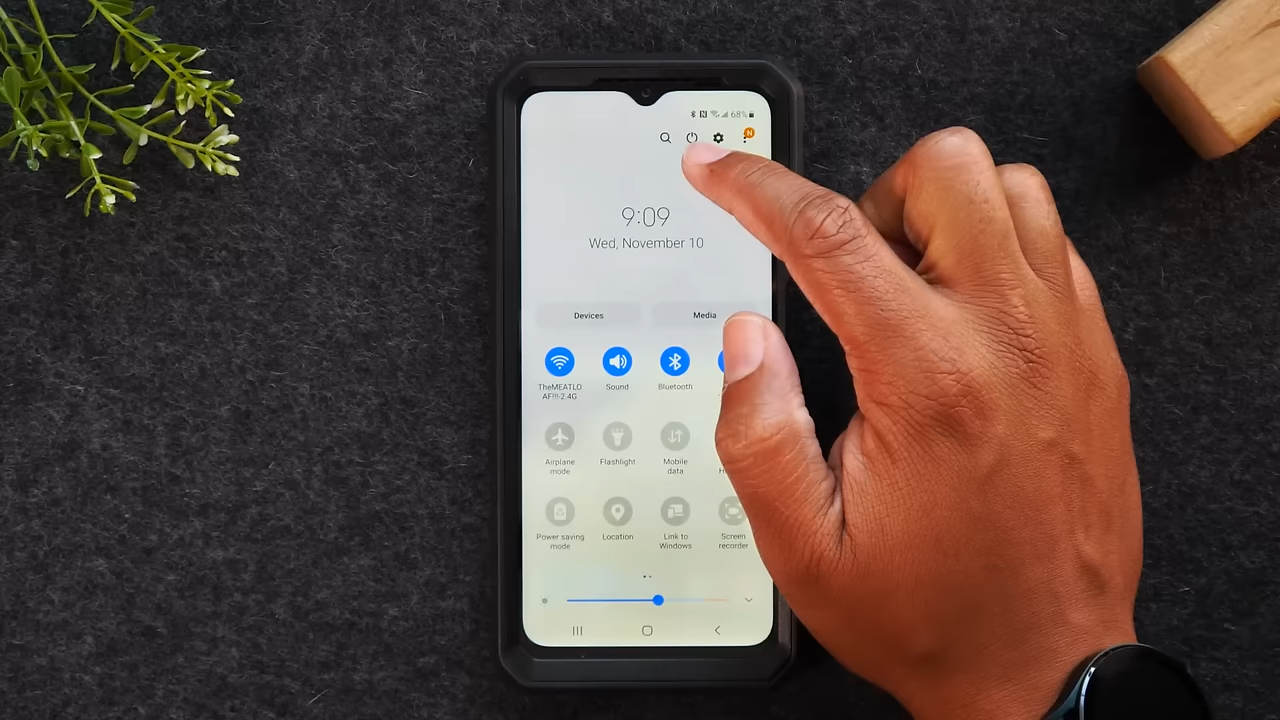 68%
N
9:09
Wed, November 10
Devices
Media
TheMEATLO
AF!!!-2.4G
Sound
Bluetooth
Airplane
mode
Flashlight
Mobile
data
Power saving
mode
Location
Link to
Windows
Screen
recorder